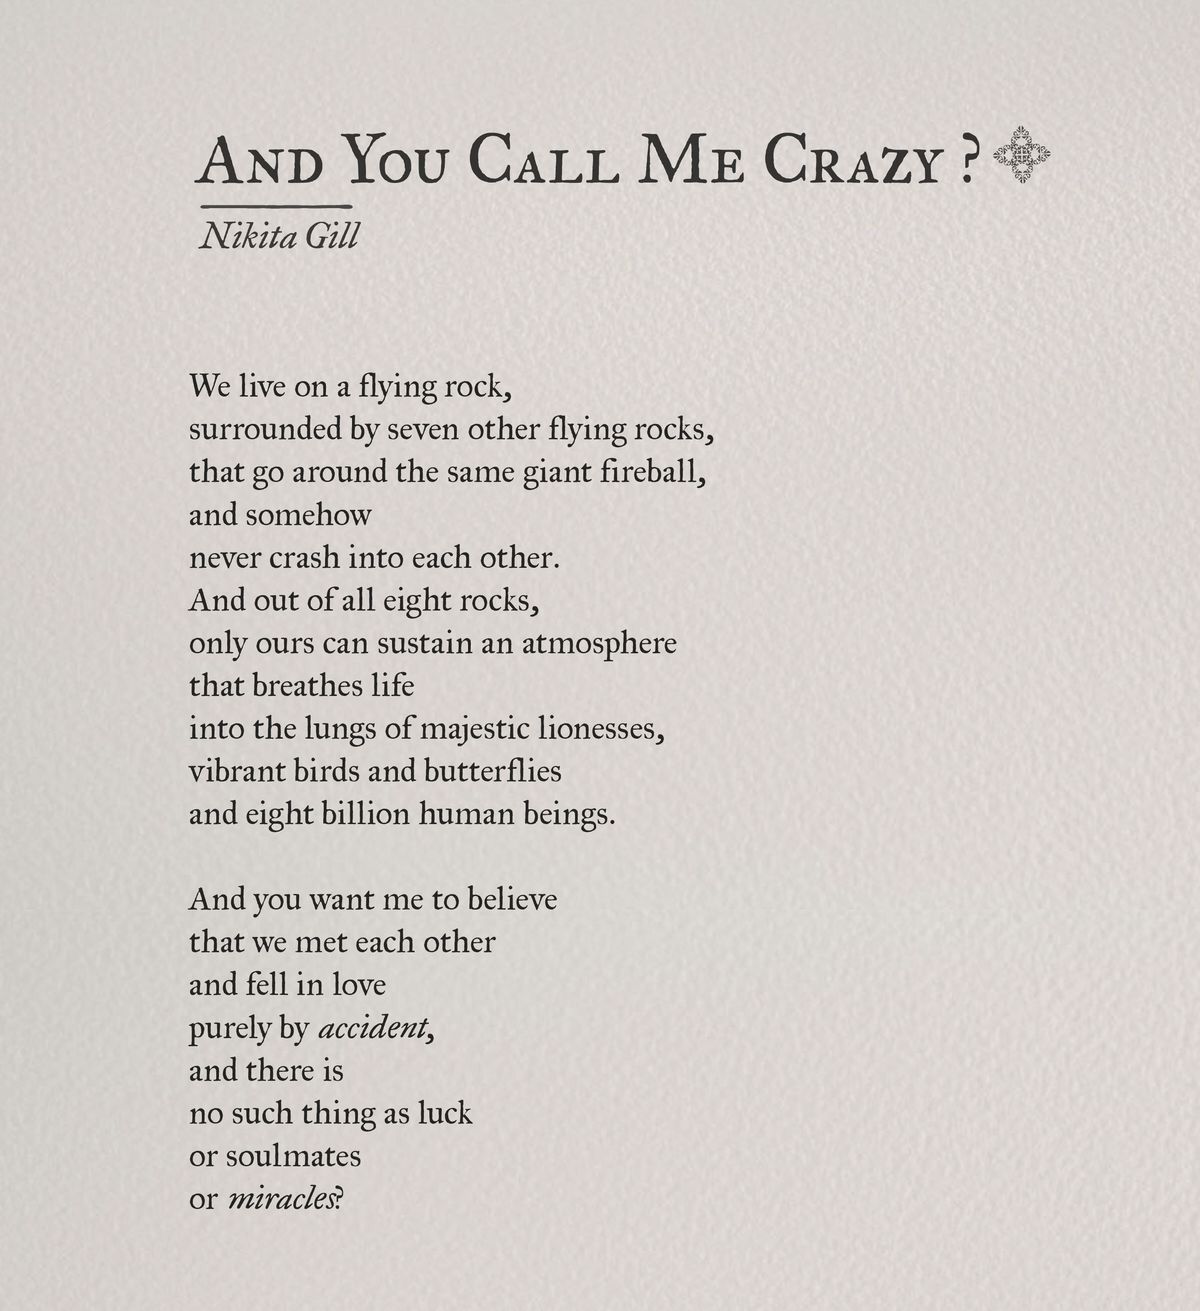 And You Call Me Crazy ?
Nikita Gill
We live on a flying rock,
surrounded by seven other flying rocks,
that go around the same giant fireball,
and somehow
never crash into each other.
And out of all eight rocks,
only ours can sustain an atmosphere
that breathes life
into the lungs of majestic lionesses,
vibrant birds and butterflies
and eight billion human beings.
And you want me to believe
that we met each other
and fell in love
purely by accident,
and there is
no such thing as luck
or soulmates
or miracles?